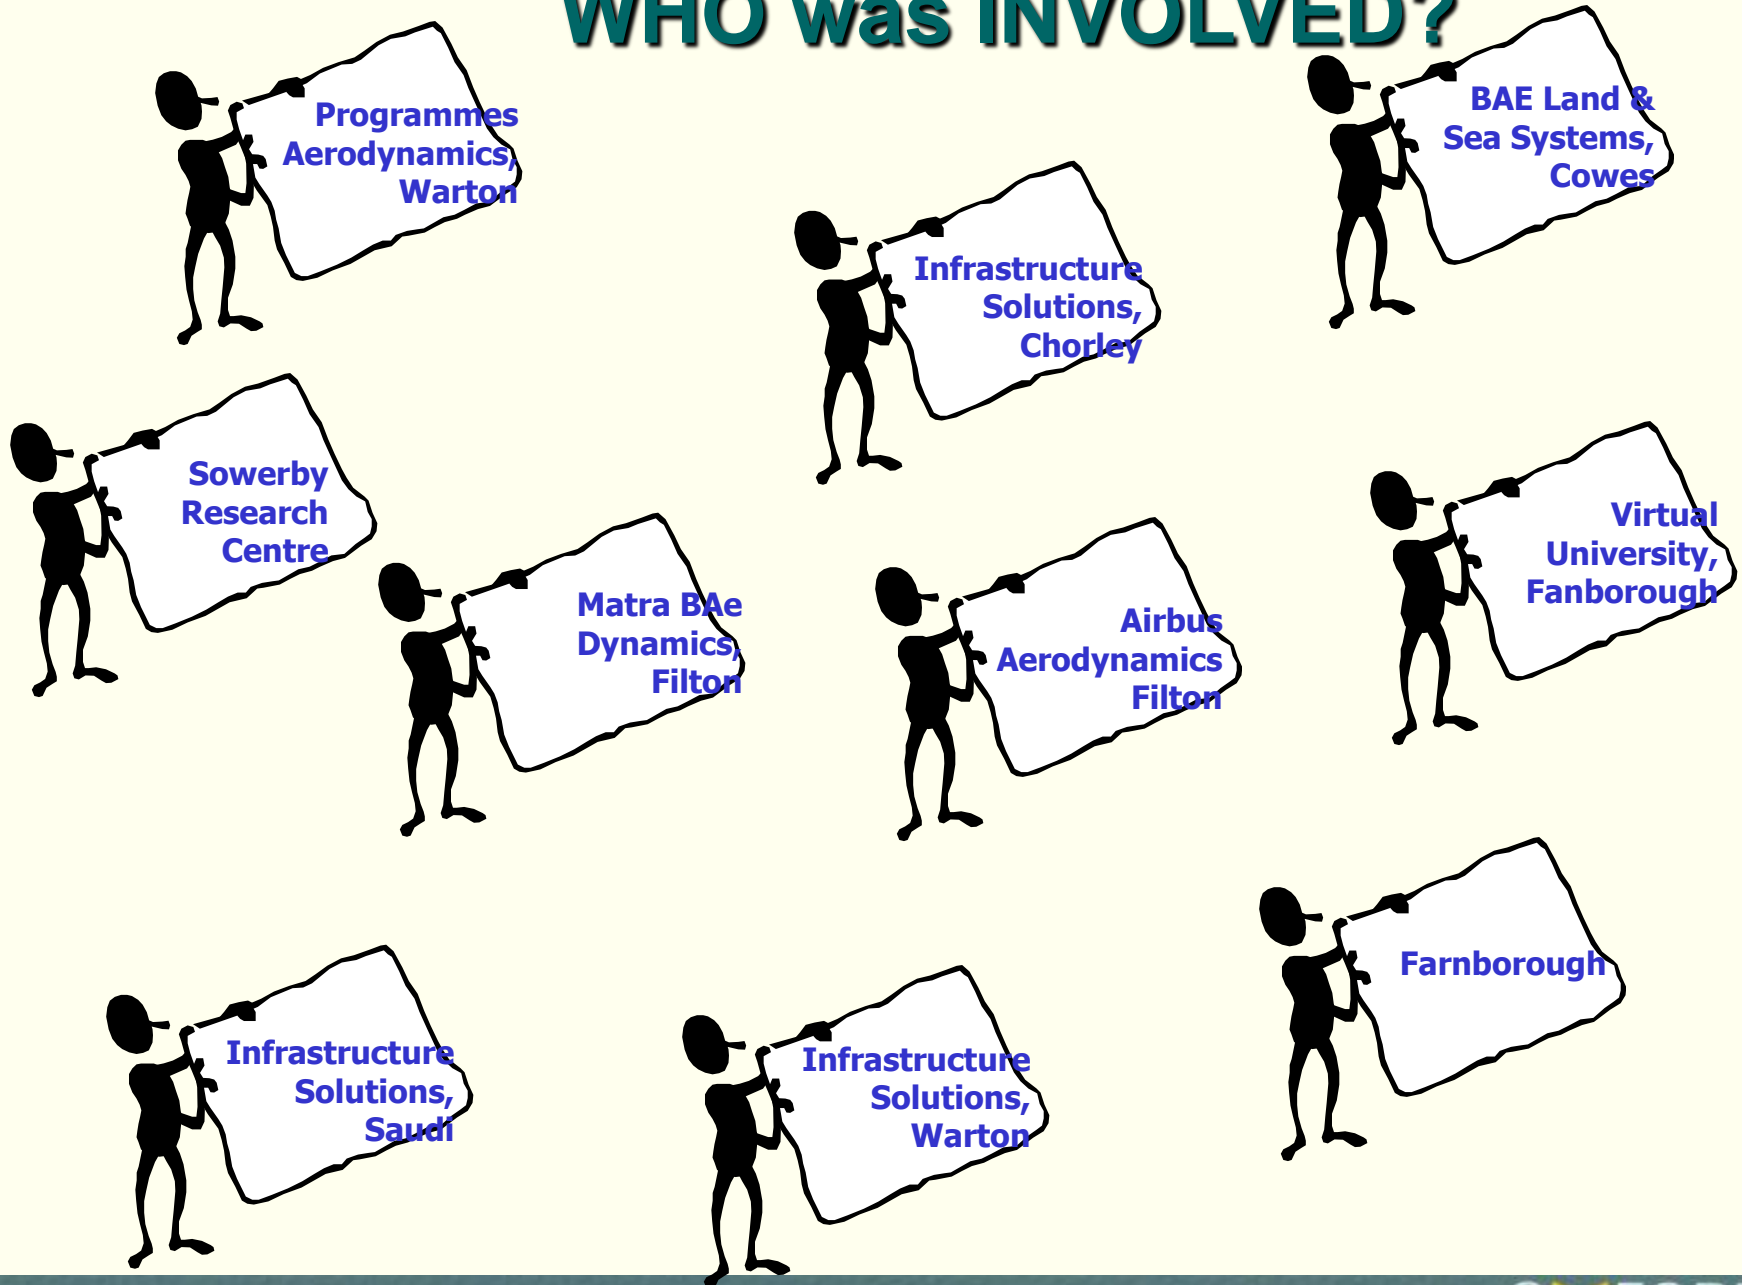 WHO was INVOLVED?
Programmes
Aerodynamics,
Warton
BAE Land &
Sea Systems,
Cowes
Infrastructure
Solutions,
Chorley
Sowerby
Research
Centre
Virtual
University,
Fanborough
Matra BAe
Dynamics,
Filton
Airbus
Aerodynamics
Filton
Farnborough
Infrastructure
Solutions,
Saudi
Infrastructure
Solutions,
Warton